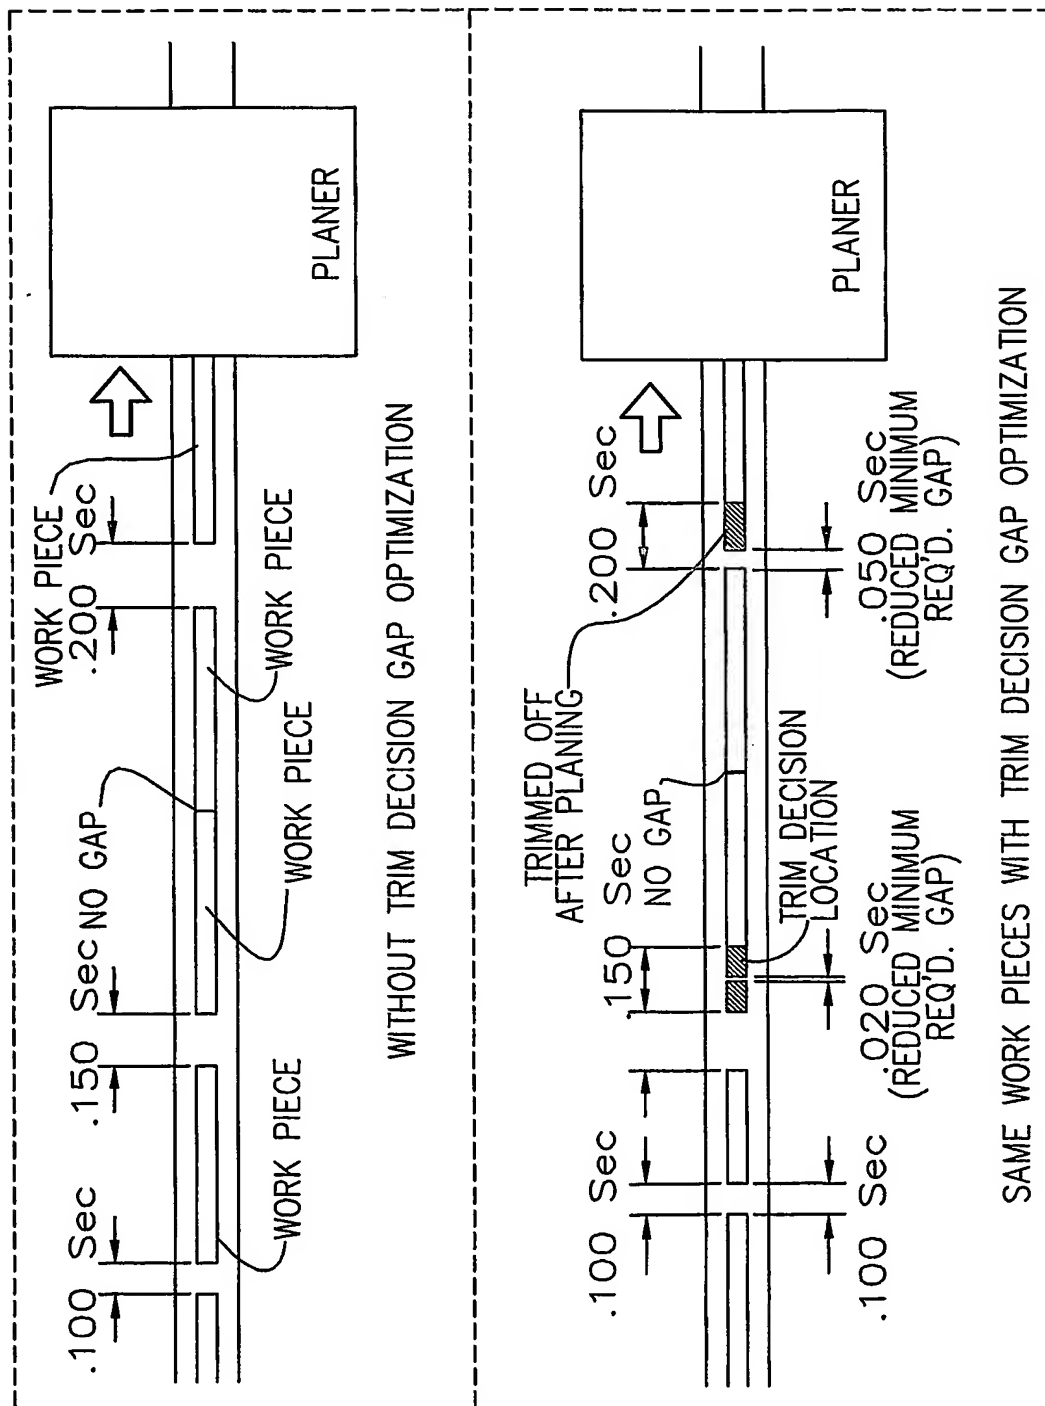 WORK PIECE
.200 Sec
PLANER
WORK PIECE
NO GAP
WORK PIECE
.150 Sec
WORK PIECE
.100 Sec
WITHOUT TRIM DECISION GAP OPTIMIZATION
.200 Sec
PLANER
TRIMMED OFF
AFTER PLANING
.050 Sec
(REDUCED MINIMUM
REQ'D. GAP)
NO GAP
.150 Sec
TRIM DECISION
LOCATION
.020 Sec
(REDUCED MINIMUM
REQ'D. GAP)
.100 Sec
.100 Sec
SAME WORK PIECES WITH TRIM DECISION GAP OPTIMIZATION